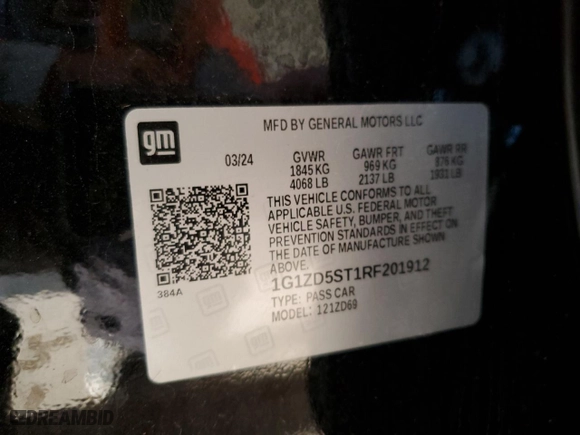 gm
MFD BY GENERAL MOTORS LLC
03/24 GVWR GAWR FRT GAWR RR
1845 KG 969 KG 876 KG
4068 LB 2137 LB 1931 LB
THIS VEHICLE CONFORMS TO ALL
APPLICABLE U.S. FEDERAL MOTOR
VEHICLE SAFETY, BUMPER, AND THEFT
PREVENTION STANDARDS IN EFFECT ON
THE DATE OF MANUFACTURE SHOWN
ABOVE.
384A
1G1ZD5ST1RF201912
TYPE: PASS CAR
MODEL: 121ZD69
DREAMBID